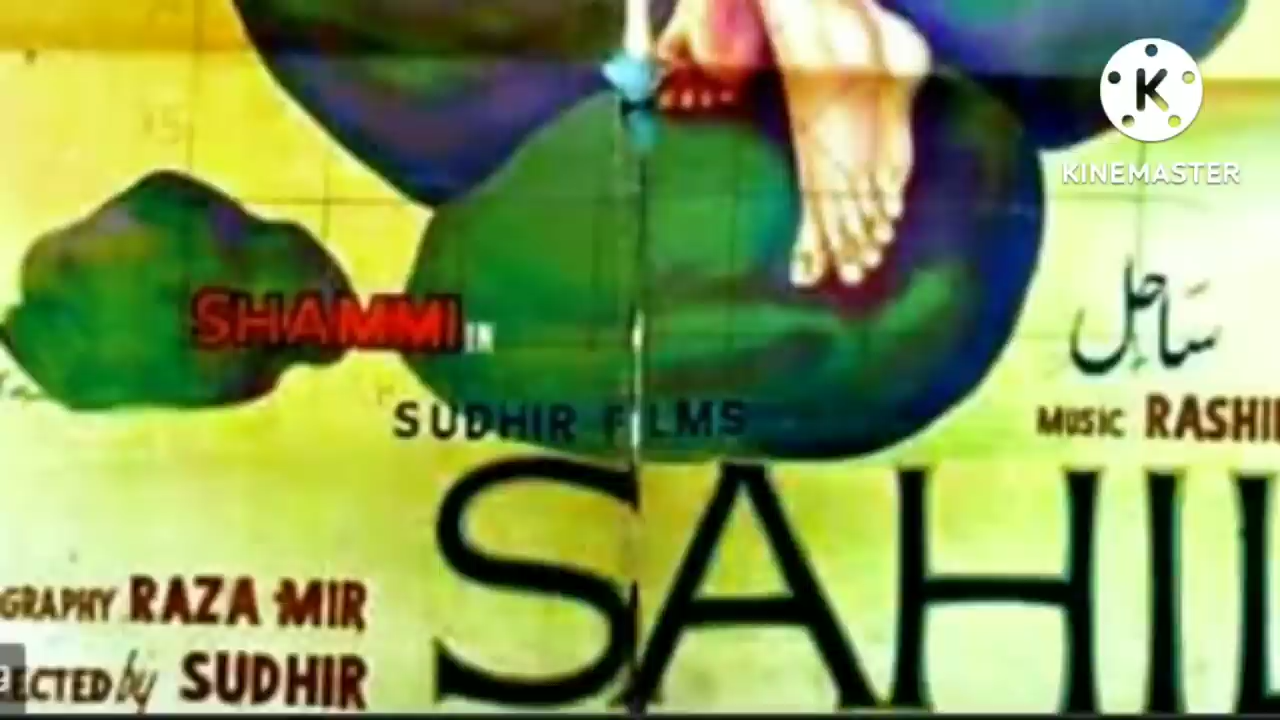 K
KINEMASTER
SHAMMI IN
ساحل
SUDHIR FILMS
MUSIC RASHI
SAHIL
GRAPHY RAZA MIR
ECTED by SUDHIR